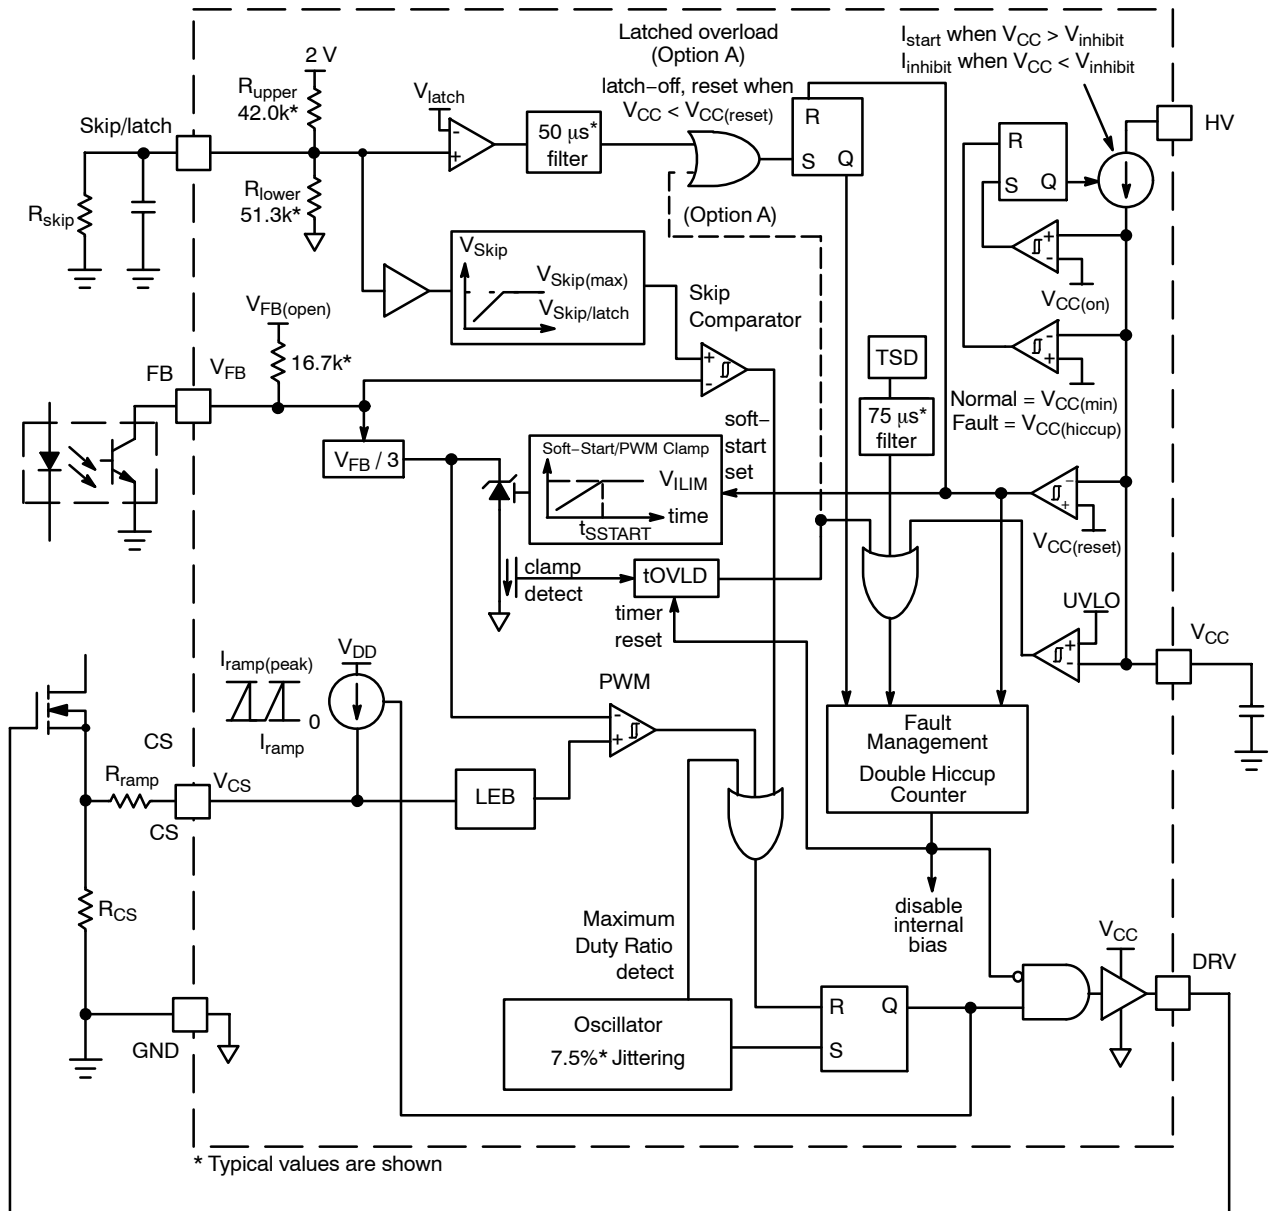 Latched overload
(Option A)
latch–off, reset when
VCC < VCC(reset)
Istart when VCC > Vinhibit
Iinhibit when VCC < Vinhibit
2 V
Rupper
42.0k*
Vlatch
-
+
50 µs*
filter
R
S Q
HV
Skip/latch
Rskip
Rlower
51.3k*
(Option A)
R
S Q
+
-
VCC(on)
VSkip
VSkip(max)
VSkip/latch
Skip
Comparator
+
-
-
+
Normal = VCC(min)
Fault = VCC(hiccup)
VFB(open)
16.7k*
FB
VFB
TSD
75 µs*
filter
VFB / 3
Soft–Start/PWM Clamp
VILIM
time
tSSTART
soft–
start
set
-
+
VCC(reset)
clamp
detect
tOVLD
timer
reset
UVLO
+
-
VCC
Iramp(peak)
0
Iramp
VDD
PWM
-
+
Fault
Management
Double Hiccup
Counter
CS
Rramp
VCS
CS
LEB
RCS
disable
internal
bias
Maximum
Duty Ratio
detect
VCC
DRV
Oscillator
7.5%* Jittering
R Q
S
GND
* Typical values are shown